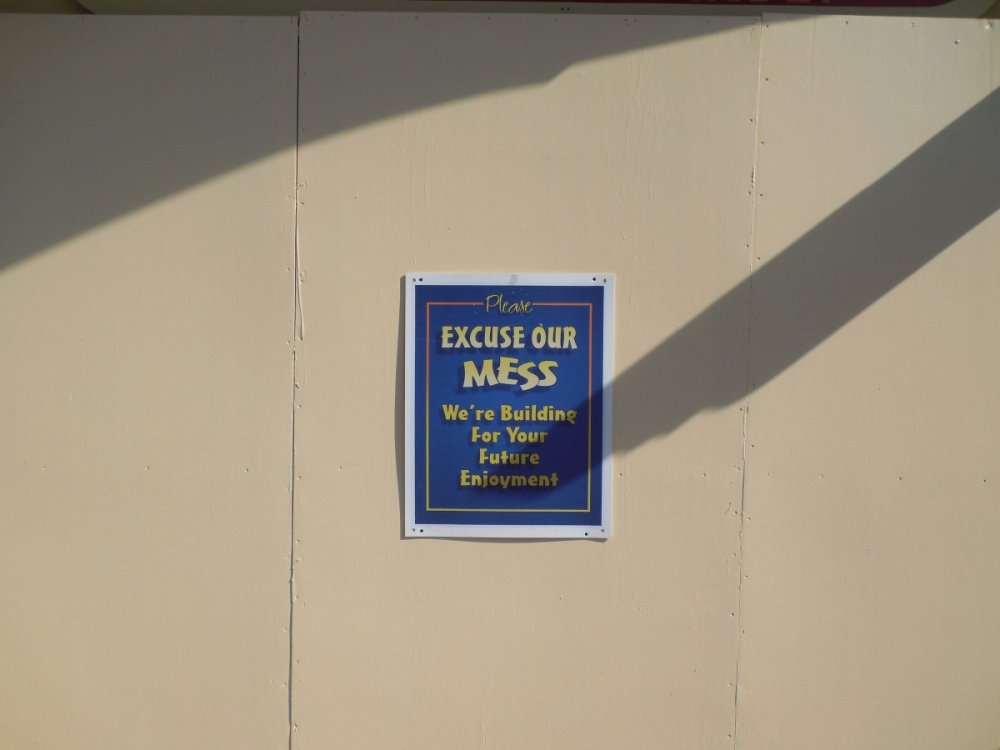 Please
EXCUSE OUR
MESS
We're Building
For Your
Future
Enjoyment